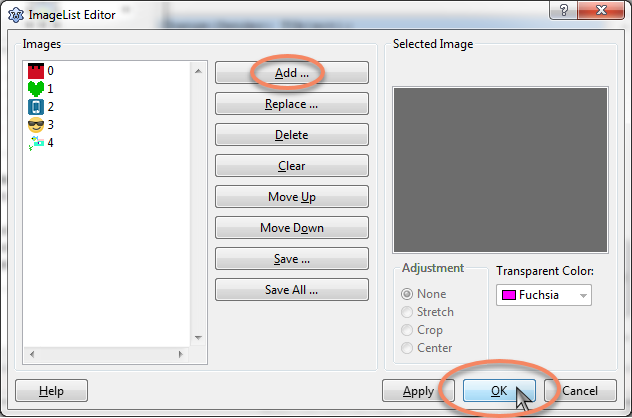 ImageList Editor
Images
0
1
2
3
4
Add ...
Replace ...
Delete
Clear
Move Up
Move Down
Save ...
Save All ...
Selected Image
Adjustment
None
Stretch
Crop
Center
Transparent Color:
Fuchsia
Help
Apply
OK
Cancel